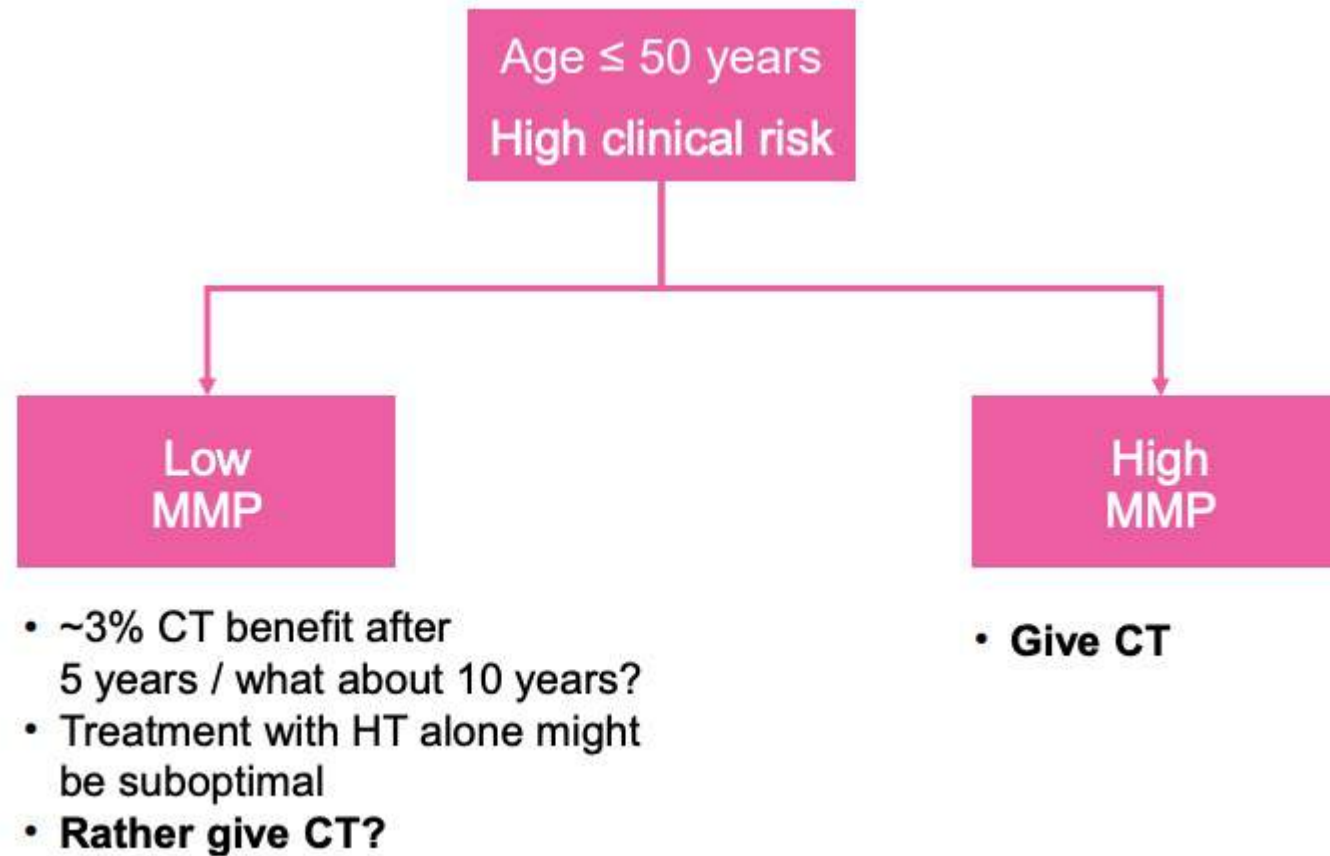 Age ≤ 50 years
High clinical risk
Low
MMP
High
MMP
• ~3% CT benefit after
5 years / what about 10 years?
• Treatment with HT alone might
be suboptimal
• Rather give CT?
• Give CT